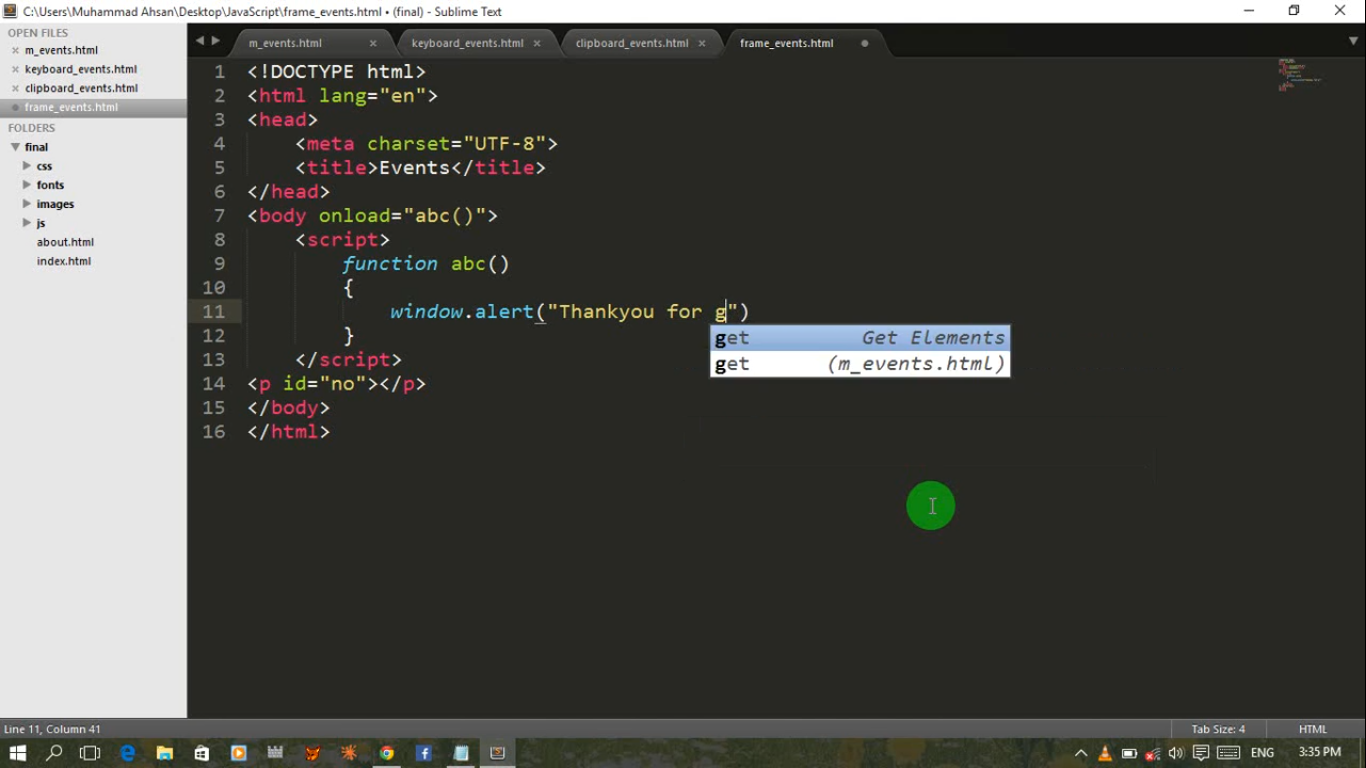 C:\Users\Muhammad Ahsan\Desktop\JavaScript\frame_events.html • (final) - Sublime Text
OPEN FILES
m_events.html
keyboard_events.html
clipboard_events.html
frame_events.html
FOLDERS
final
css
fonts
images
js
about.html
index.html
m_events.html
keyboard_events.html
clipboard_events.html
frame_events.html
1 <!DOCTYPE html>
2 <html lang="en">
3 <head>
4 <meta charset="UTF-8">
5 <title>Events</title>
6 </head>
7 <body onload="abc()">
8 <script>
9 function abc()
10 {
11 window.alert("Thankyou for g")
12 }
13 </script>
14 <p id="no"></p>
15 </body>
16 </html>
get Get Elements
get (m_events.html)
Line 11, Column 41
Tab Size: 4
HTML
ENG
3:35 PM